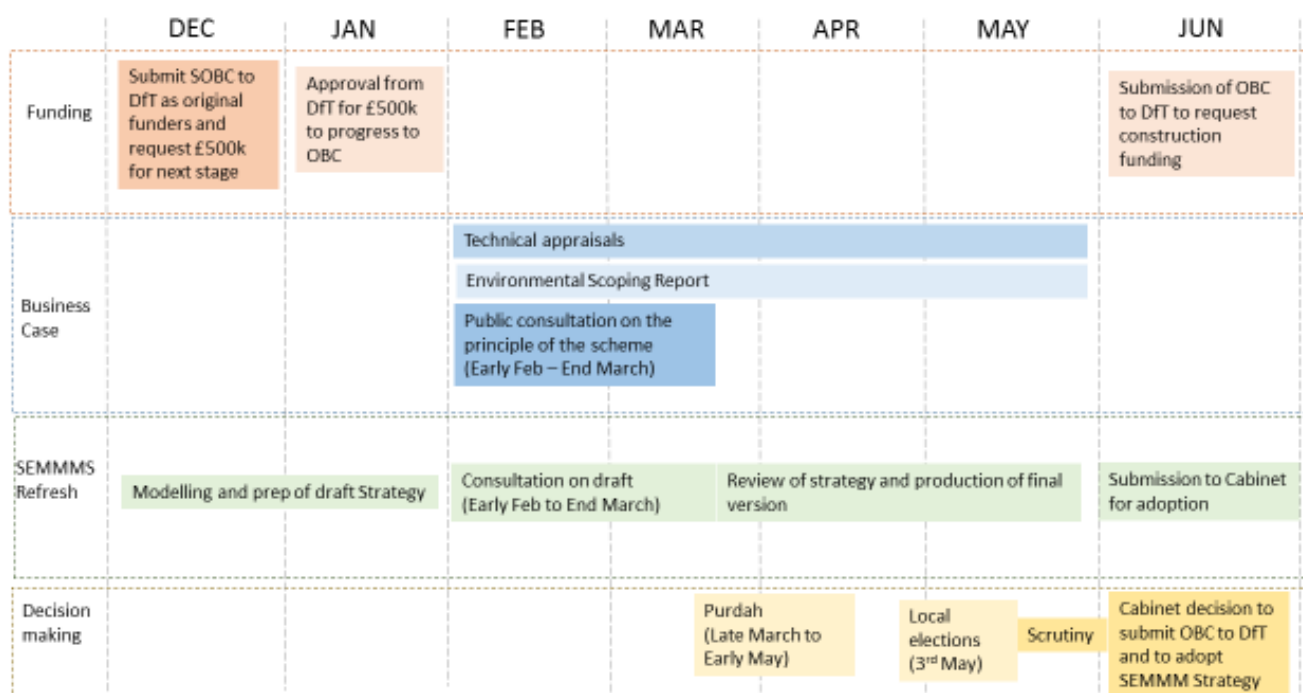 DEC
JAN
FEB
MAR
APR
MAY
JUN
Funding
Submit SOBC to
DfT as original
funders and
request £500k
for next stage
Approval from
DfT for £500k
to progress to
OBC
Submission of OBC
to DfT to request
construction
funding
Business
Case
Technical appraisals
Environmental Scoping Report
Public consultation on the
principle of the scheme
(Early Feb – End March)
SEMMMS
Refresh
Modelling and prep of draft Strategy
Consultation on draft
(Early Feb to End March)
Review of strategy and production of final
version
Submission to Cabinet
for adoption
Decision
making
Purdah
(Late March to
Early May)
Local
elections
(3rd May)
Scrutiny
Cabinet decision to
submit OBC to DfT
and to adopt
SEMMM Strategy